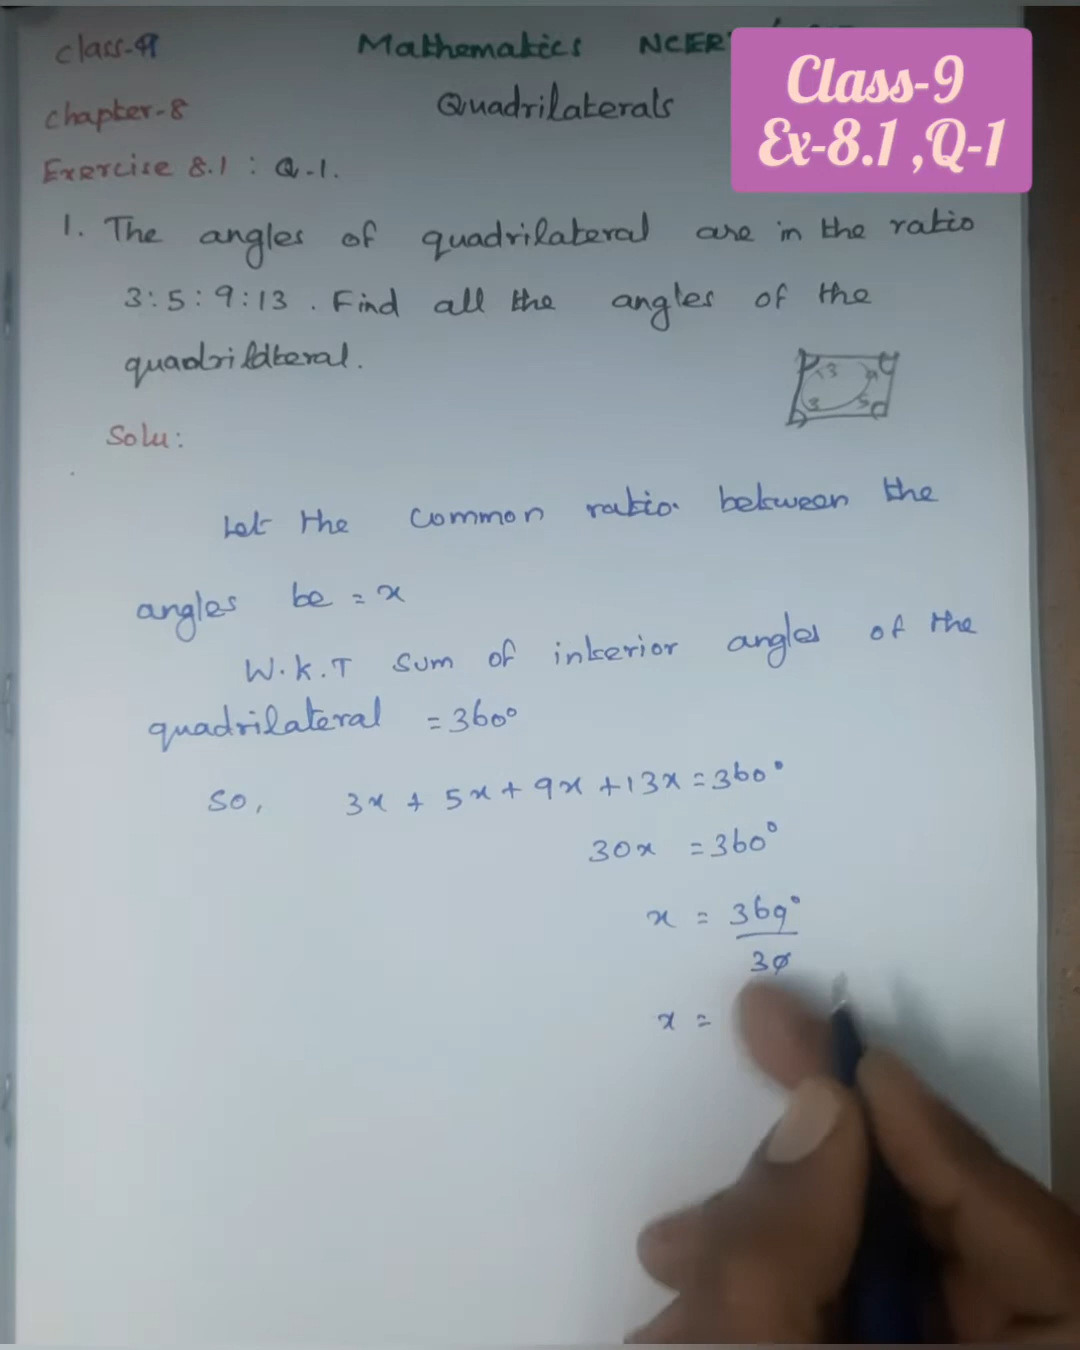 class-9
Mathematics NCER
Class-9
Ex-8.1 ,Q-1
chapter-8
Quadrilaterals
Exercise 8.1 : Q-1.
1. The angles of quadrilateral are in the ratio
3:5:9:13 . Find all the angles of the
quadrilateral.
Solu:
Let the common ratio. between the
angles be = x
W.K.T sum of interior angles of the
quadrilateral = 360°
So, 3x + 5x + 9x + 13x = 360°
30x = 360°
x = 360°
30
x =